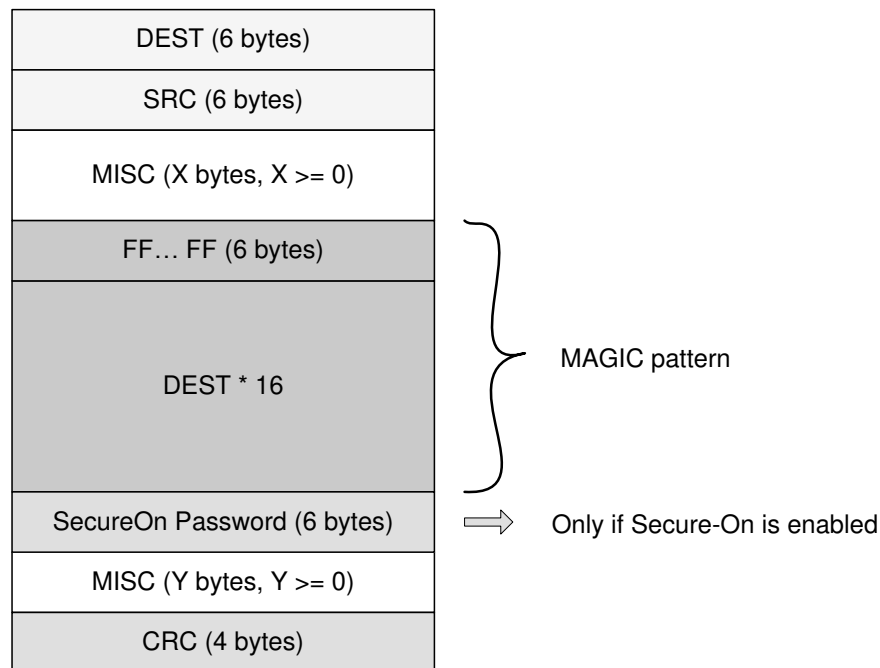 DEST (6 bytes)
SRC (6 bytes)
MISC (X bytes, X >= 0)
FF… FF (6 bytes)
DEST * 16
MAGIC pattern
SecureOn Password (6 bytes)
Only if Secure-On is enabled
MISC (Y bytes, Y >= 0)
CRC (4 bytes)